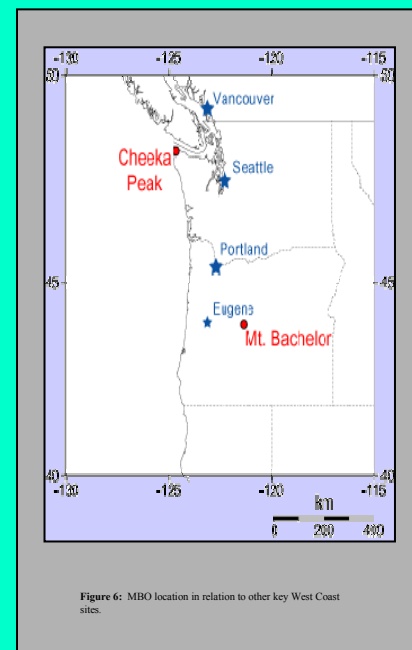 -130 -125 -120 -115
50 50
Vancouver
Cheeka
Peak
Seattle
Portland
45 45
Eugene
Mt. Bachelor
40 40
-130 -125 -120 -115
km
0 200 400
Figure 6: MBO location in relation to other key West Coast
sites.